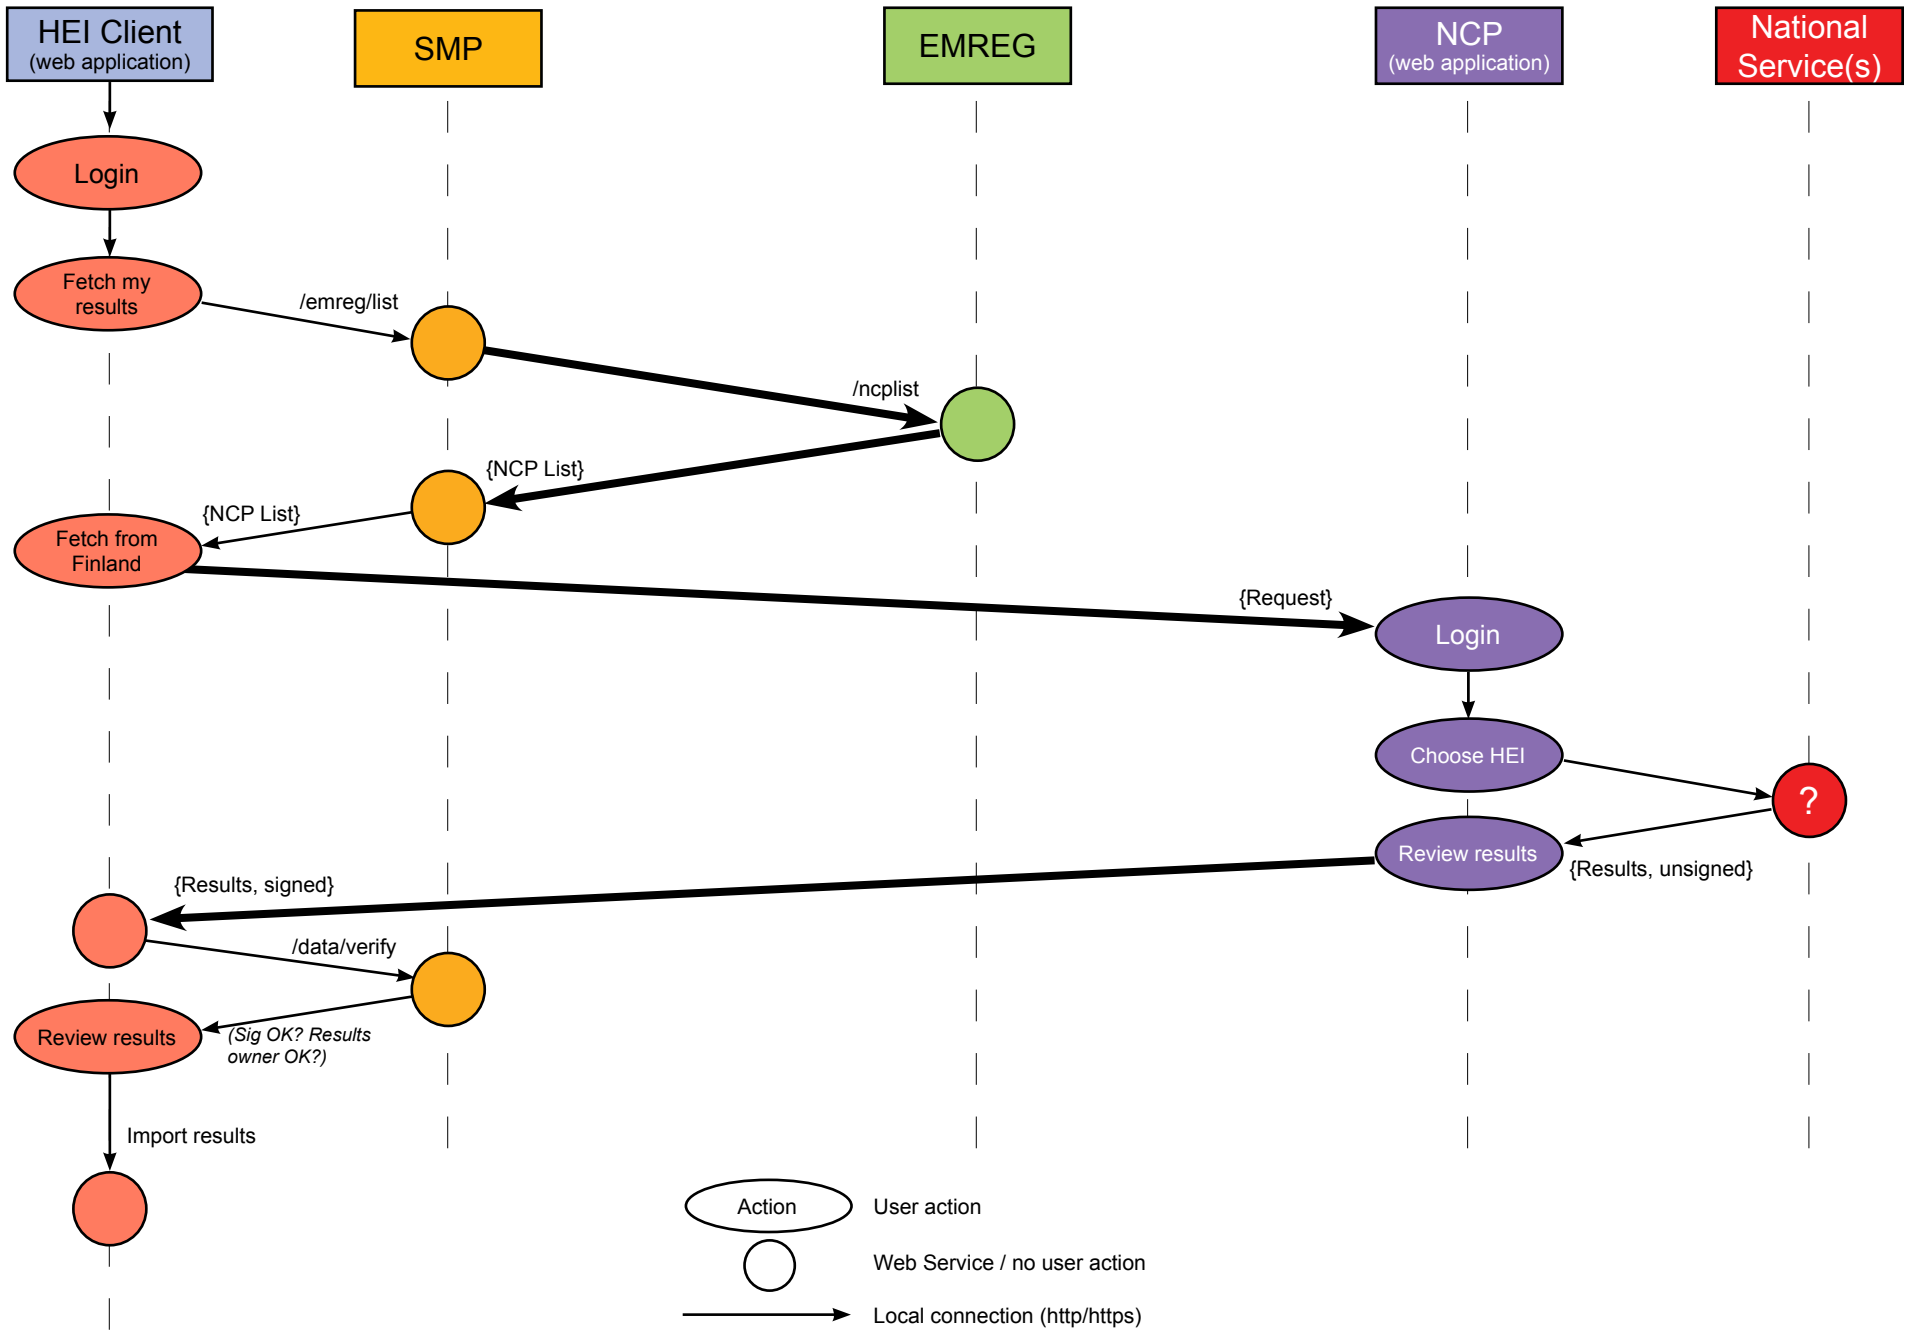 HEI Client
(web application)
SMP
EMREG
NCP
(web application)
National
Service(s)
Login
Fetch my
results
/emreg/list
/ncplist
{NCP List}
{NCP List}
Fetch from
Finland
{Request}
Login
Choose HEI
?
Review results
{Results, unsigned}
{Results, signed}
/data/verify
Review results
(Sig OK? Results
owner OK?)
Import results
Action
User action
Web Service / no user action
Local connection (http/https)